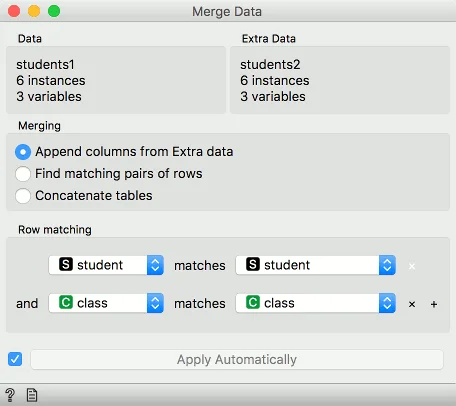 Merge Data
Data
students1
6 instances
3 variables
Extra Data
students2
6 instances
3 variables
Merging
Append columns from Extra data
Find matching pairs of rows
Concatenate tables
Row matching
S student matches S student ×
and C class matches C class × +
Apply Automatically
?